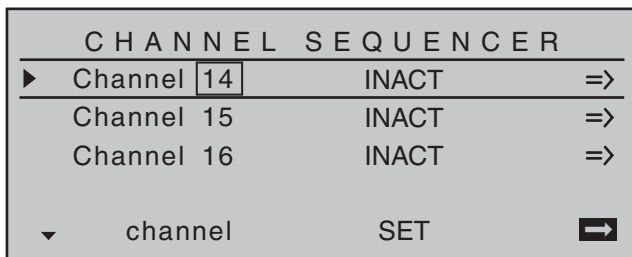 CHANNEL SEQUENCER
Channel 14 INACT =>
Channel 15 INACT =>
Channel 16 INACT =>
channel SET